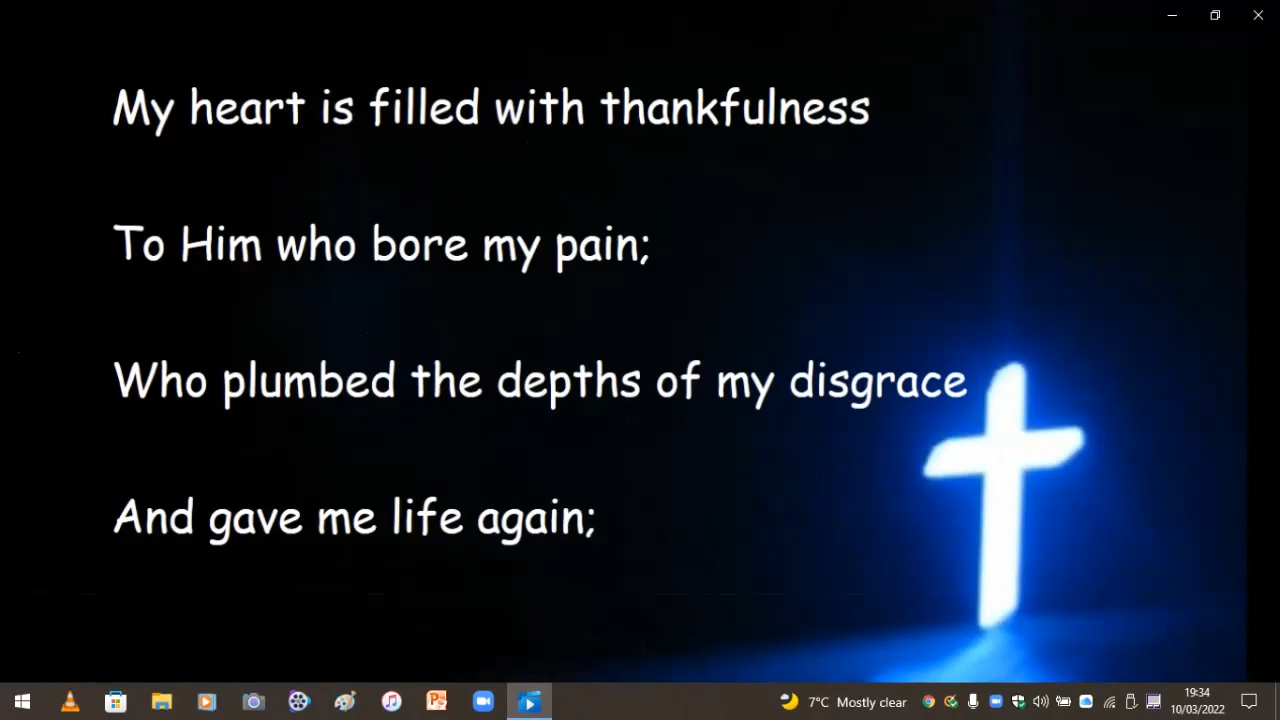 My heart is filled with thankfulness
To Him who bore my pain;
Who plumbed the depths of my disgrace
And gave me life again;
7°C Mostly clear
19:34
10/03/2022